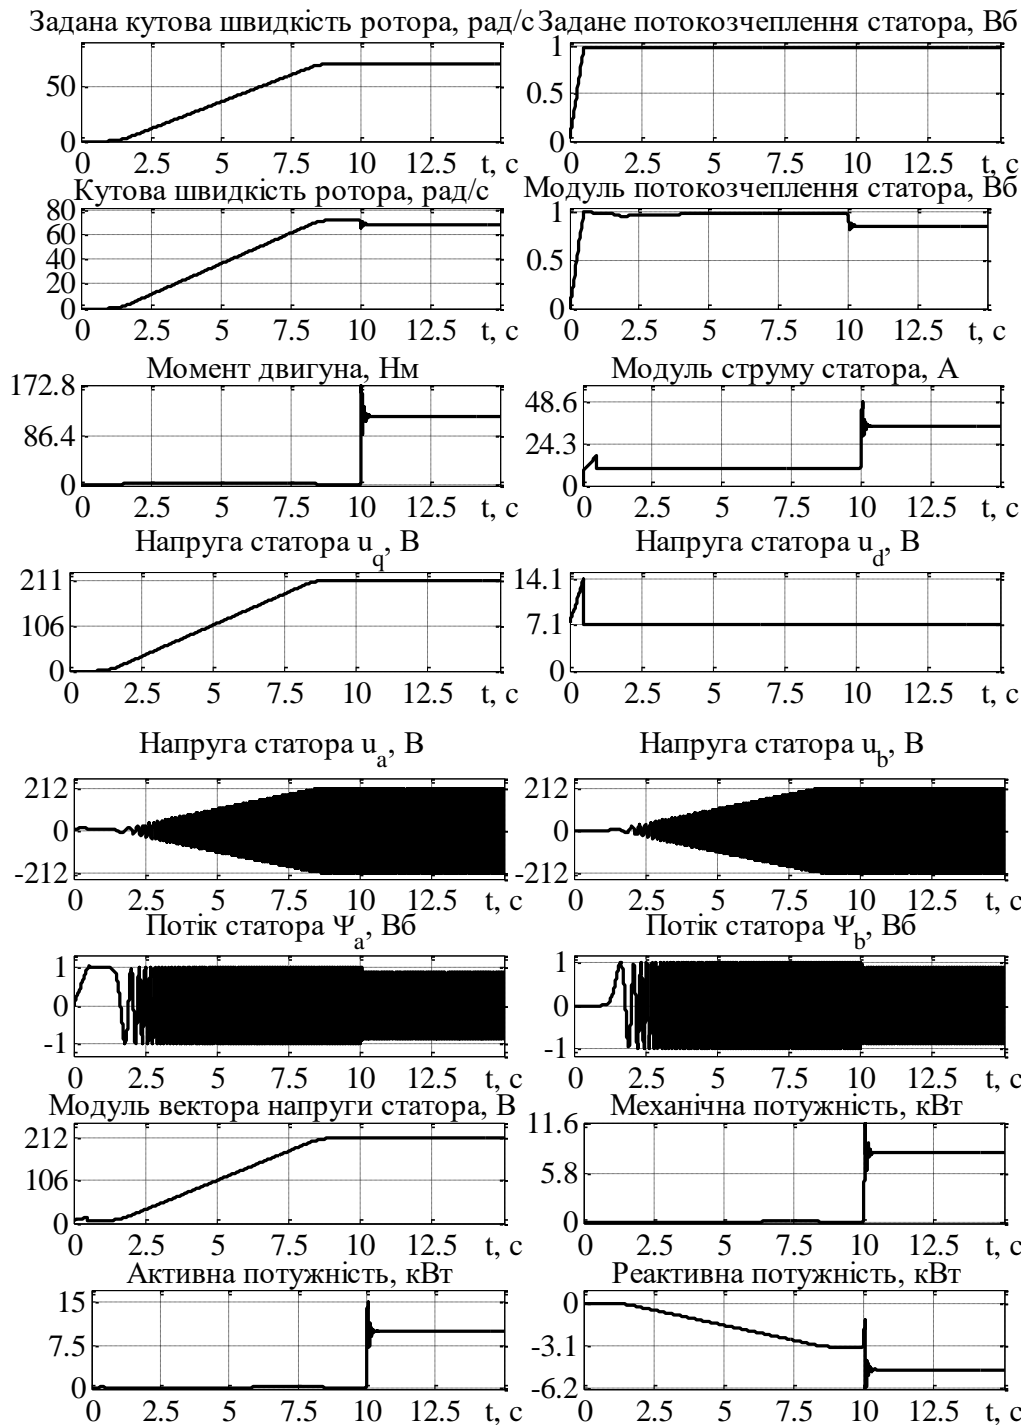 Задана кутова швидкість ротора, рад/с Задане потокозчеплення статора, Вб
50
0
0 2.5 5 7.5 10 12.5 t, с
1
0.5
0
0 2.5 5 7.5 10 12.5 t, с
Кутова швидкість ротора, рад/с
80
60
40
20
0
0 2.5 5 7.5 10 12.5 t, с
Модуль потокозчеплення статора, Вб
1
0.5
0
0 2.5 5 7.5 10 12.5 t, с
Момент двигуна, Нм
172.8
86.4
0
0 2.5 5 7.5 10 12.5 t, с
Модуль струму статора, А
48.6
24.3
0
0 2.5 5 7.5 10 12.5 t, с
Напруга статора u_q, В
211
106
0
0 2.5 5 7.5 10 12.5 t, с
Напруга статора u_d, В
14.1
7.1
0
0 2.5 5 7.5 10 12.5 t, с
Напруга статора u_a, В
212
0
-212
0 2.5 5 7.5 10 12.5 t, с
Напруга статора u_b, В
212
0
-212
0 2.5 5 7.5 10 12.5 t, с
Потік статора Ψ_a, Вб
1
0
-1
0 2.5 5 7.5 10 12.5 t, с
Потік статора Ψ_b, Вб
1
0
-1
0 2.5 5 7.5 10 12.5 t, с
Модуль вектора напруги статора, В
212
106
0
0 2.5 5 7.5 10 12.5 t, с
Механічна потужність, кВт
11.6
5.8
0
0 2.5 5 7.5 10 12.5 t, с
Активна потужність, кВт
15
7.5
0
0 2.5 5 7.5 10 12.5 t, с
Реактивна потужність, кВт
0
-3.1
-6.2
0 2.5 5 7.5 10 12.5 t, с